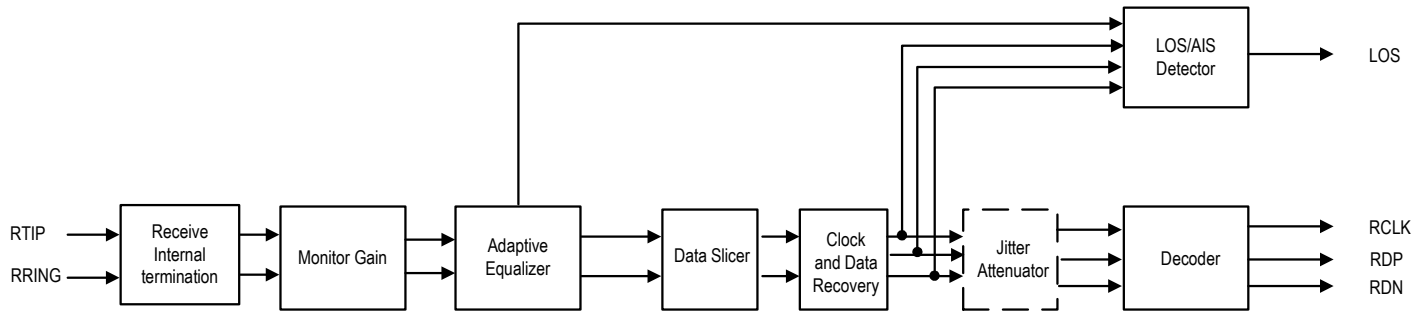 LOS/AIS
Detector
LOS
RTIP
RRING
Receive
Internal
termination
Monitor Gain
Adaptive
Equalizer
Data Slicer
Clock
and Data
Recovery
Jitter
Attenuator
Decoder
RCLK
RDP
RDN